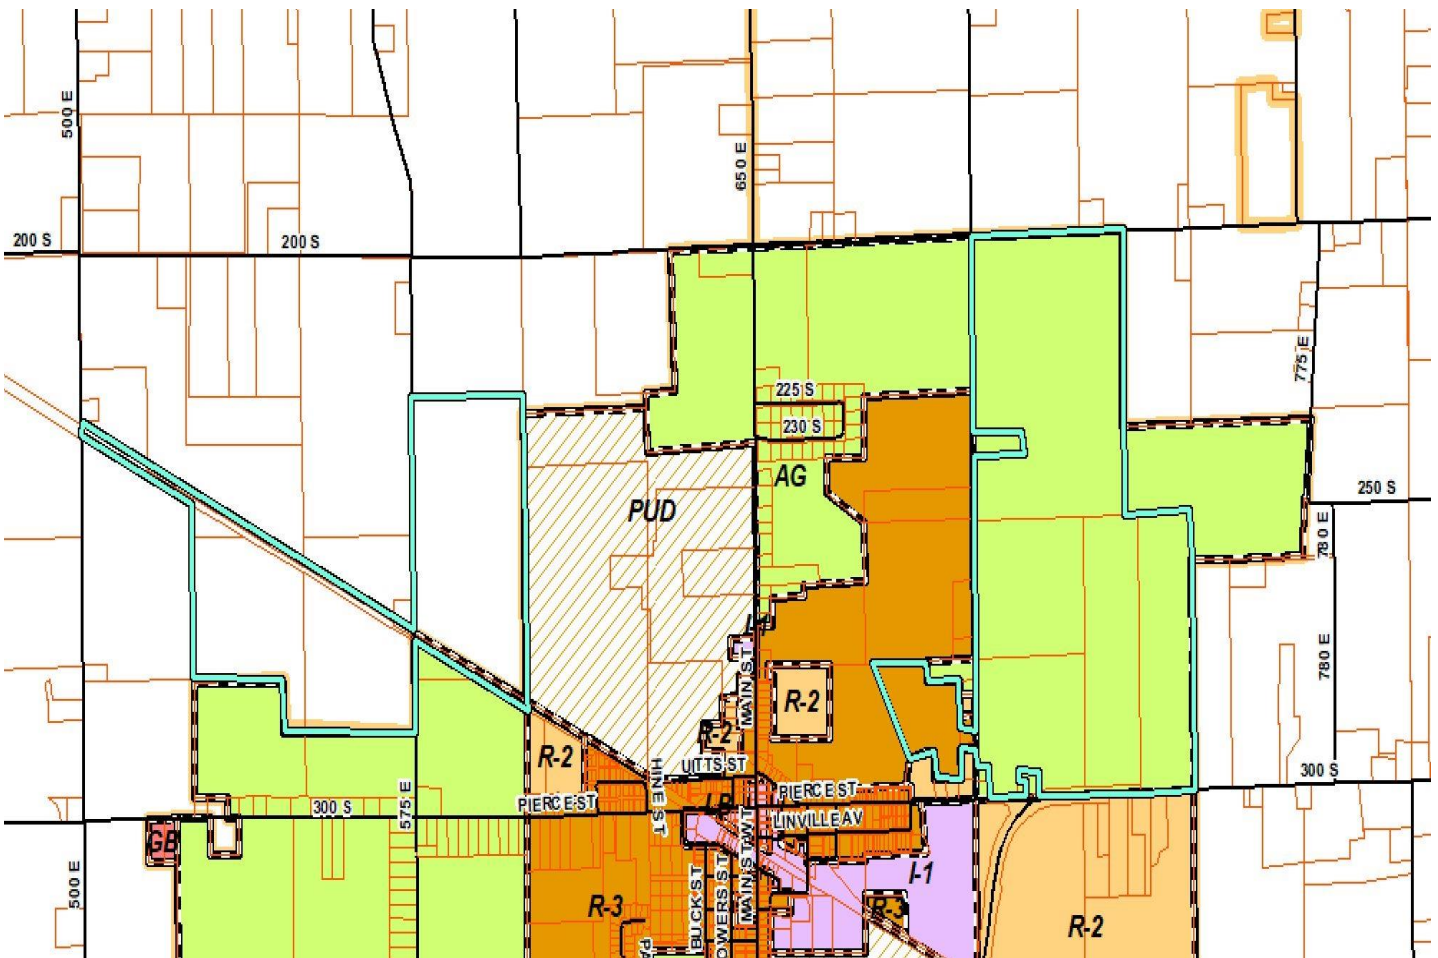 500 E
650 E
200 S
200 S
775 E
225 S
230 S
AG
250 S
PUD
780 E
780 E
MAIN ST
R-2
R-2
R-2
UTTS ST
HINE ST
300 S
575 E
300 S
PIERCE ST
PIERCE ST
LINVILLE AV
GB
I-1
500 E
R-3
R-3
BUCK ST
OWERS ST
MAIN ST
WT
R-2
PA